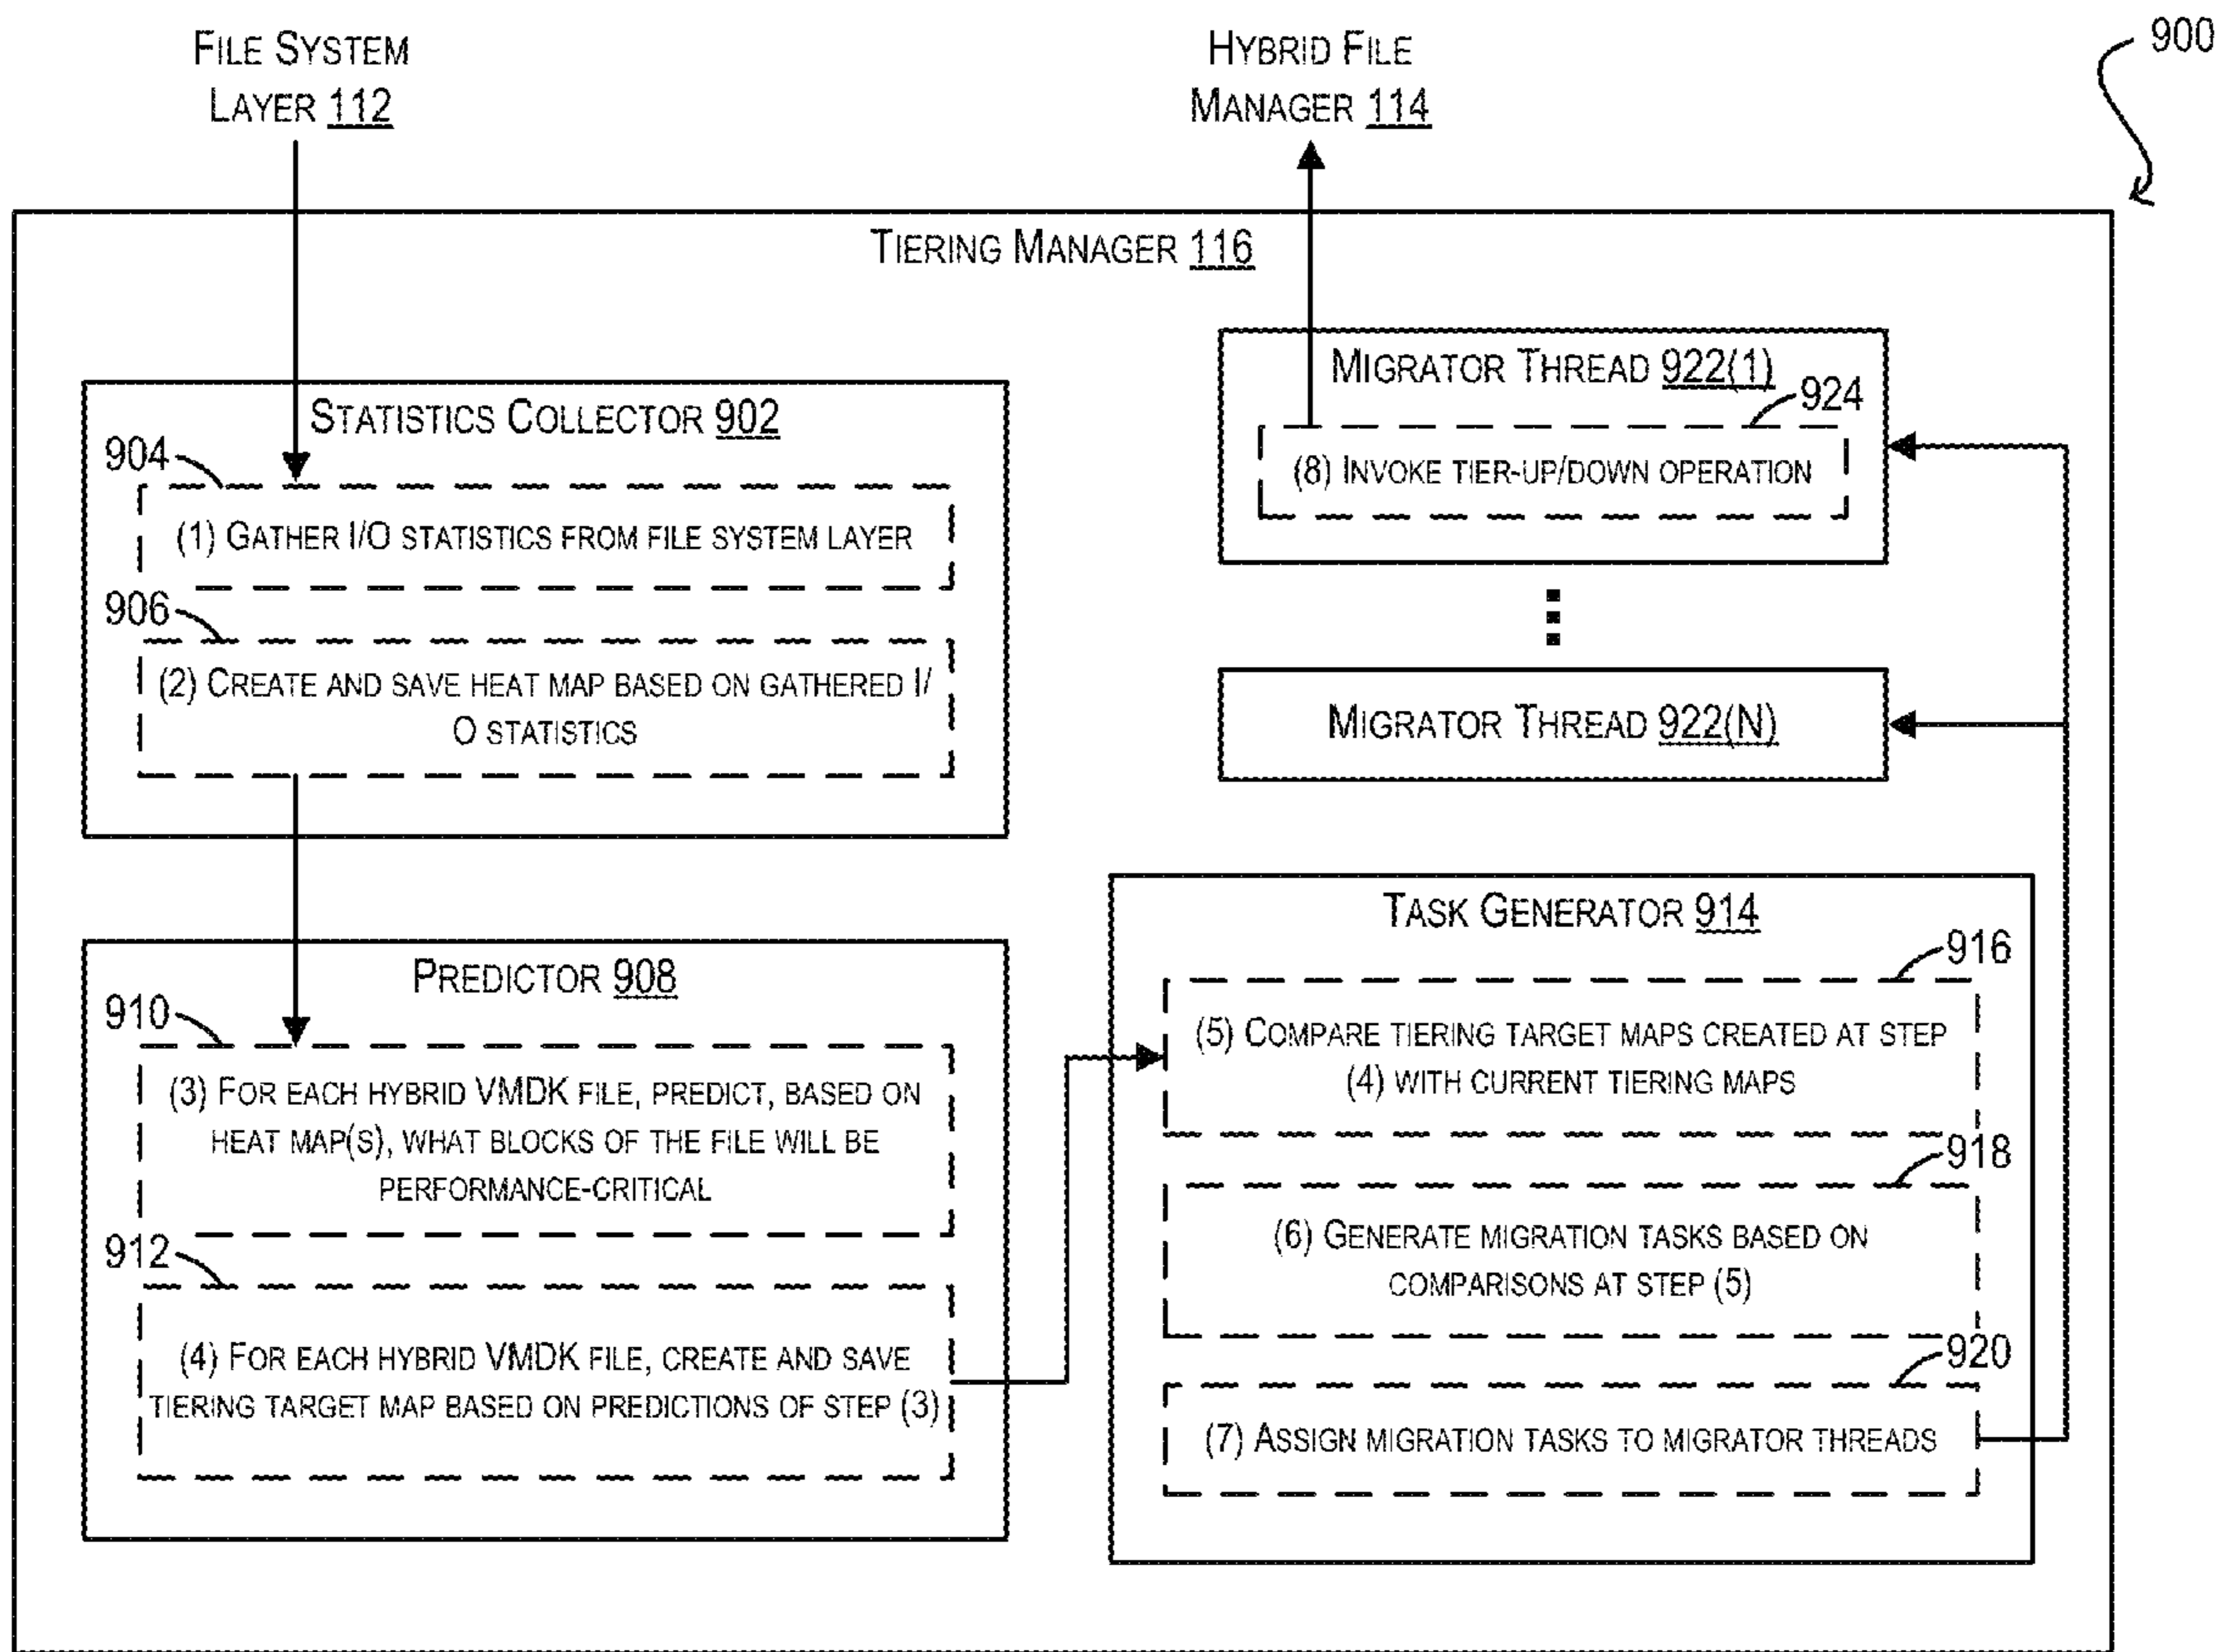 900
FILE SYSTEM
LAYER 112
HYBRID FILE
MANAGER 114
TIERING MANAGER 116
STATISTICS COLLECTOR 902
904
(1) GATHER I/O STATISTICS FROM FILE SYSTEM LAYER
906
(2) CREATE AND SAVE HEAT MAP BASED ON GATHERED I/
O STATISTICS
PREDICTOR 908
910
(3) FOR EACH HYBRID VMDK FILE, PREDICT, BASED ON
HEAT MAP(S), WHAT BLOCKS OF THE FILE WILL BE
PERFORMANCE-CRITICAL
912
(4) FOR EACH HYBRID VMDK FILE, CREATE AND SAVE
TIERING TARGET MAP BASED ON PREDICTIONS OF STEP (3)
TASK GENERATOR 914
916
(5) COMPARE TIERING TARGET MAPS CREATED AT STEP
(4) WITH CURRENT TIERING MAPS
918
(6) GENERATE MIGRATION TASKS BASED ON
COMPARISONS AT STEP (5)
920
(7) ASSIGN MIGRATION TASKS TO MIGRATOR THREADS
MIGRATOR THREAD 922(1)
924
(8) INVOKE TIER-UP/DOWN OPERATION
MIGRATOR THREAD 922(N)